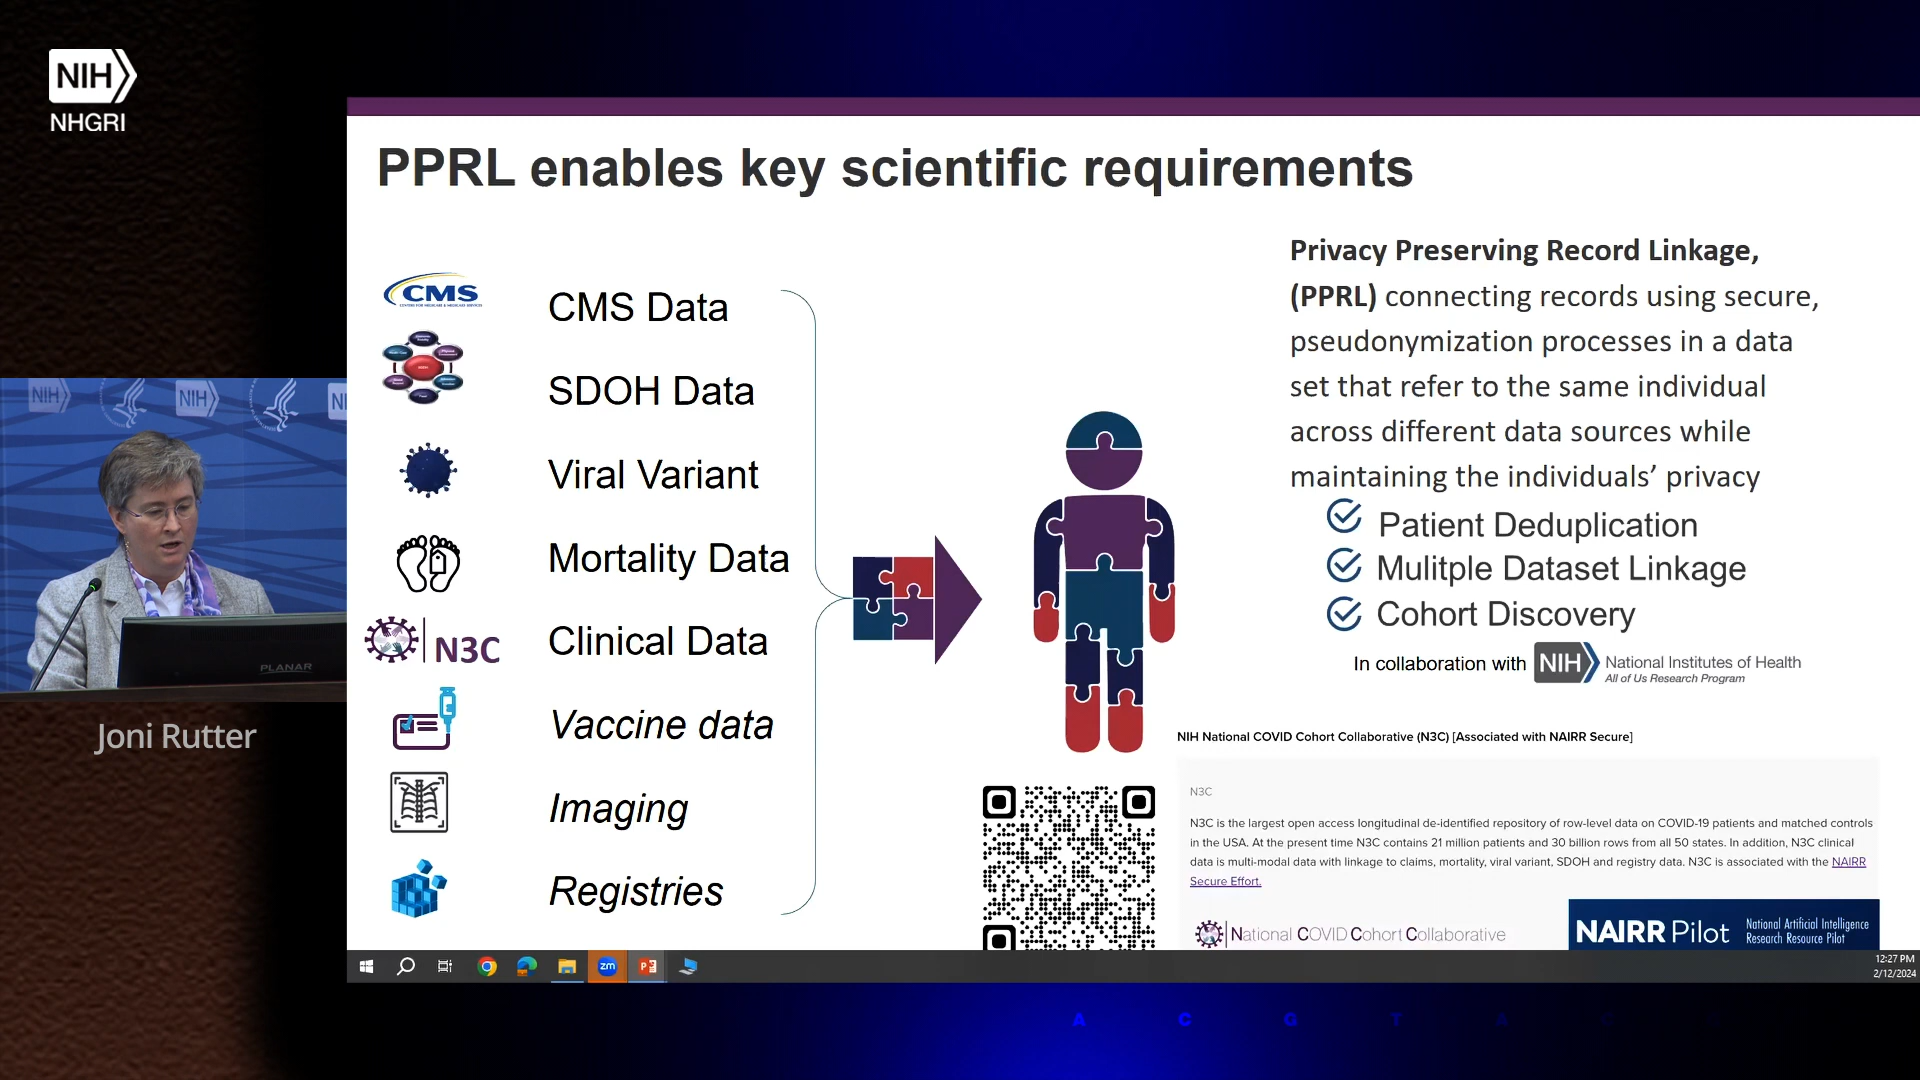 NIH
NHGRI
PPRL enables key scientific requirements
CMS
CMS Data
SDOH Data
Viral Variant
Mortality Data
N3C
Clinical Data
Vaccine data
Imaging
Registries
Privacy Preserving Record Linkage,
(PPRL) connecting records using secure,
pseudonymization processes in a data
set that refer to the same individual
across different data sources while
maintaining the individuals’ privacy
Patient Deduplication
Mulitple Dataset Linkage
Cohort Discovery
In collaboration with NIH National Institutes of Health
All of Us Research Program
NIH National COVID Cohort Collaborative (N3C) [Associated with NAIRR Secure]
N3C
N3C is the largest open access longitudinal de-identified repository of row-level data on COVID-19 patients and matched controls
in the USA. At the present time N3C contains 21 million patients and 30 billion rows from all 50 states. In addition, N3C clinical
data is multi-modal data with linkage to claims, mortality, viral variant, SDOH and registry data. N3C is associated with the NAIRR
Secure Effort.
National COVID Cohort Collaborative
NAIRR Pilot
National Artificial Intelligence
Research Resource Pilot
NIH
NIH
NI
PLANAR
Joni Rutter
zm
12:27 PM
2/12/2024
A C G T A